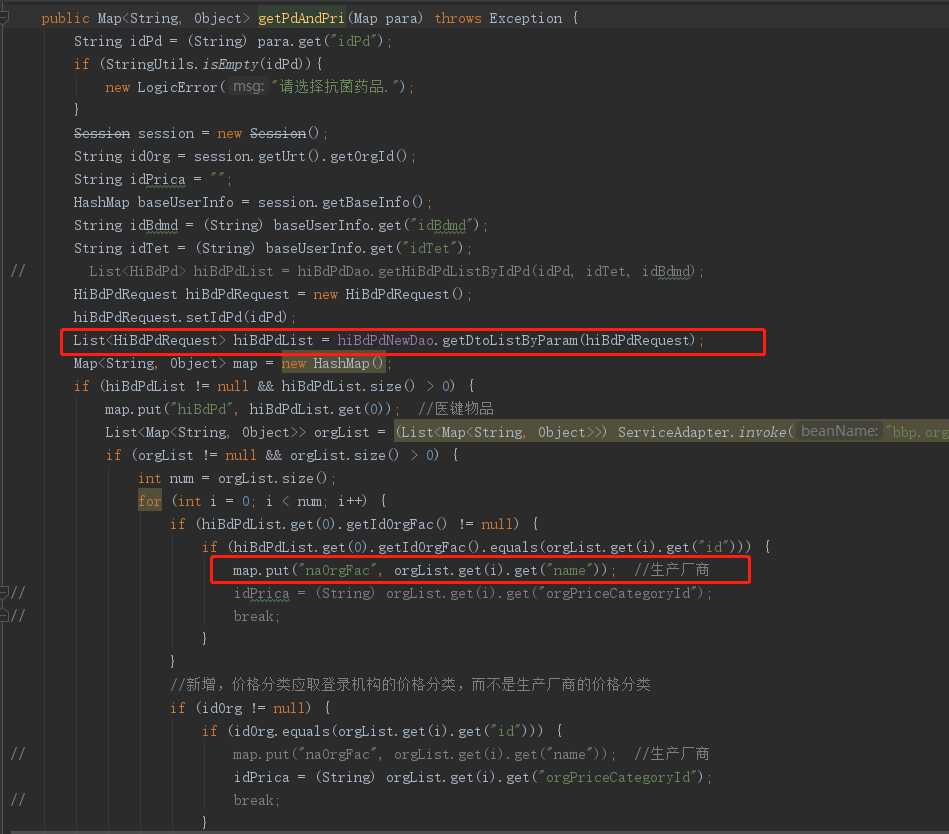 public Map<String, Object> getPdAndPri(Map para) throws Exception {
String idPd = (String) para.get("idPd");
if (StringUtils.isEmpty(idPd)){
new LogicError( msg: "请选择抗菌药品.");
}
Session session = new Session();
String idOrg = session.getUrt().getOrgId();
String idPrica = "";
HashMap baseUserInfo = session.getBaseInfo();
String idBdmd = (String) baseUserInfo.get("idBdmd");
String idTet = (String) baseUserInfo.get("idTet");
// List<HiBdPd> hiBdPdList = hiBdPdDao.getHiBdPdListByIdPd(idPd, idTet, idBdmd);
HiBdPdRequest hiBdPdRequest = new HiBdPdRequest();
hiBdPdRequest.setIdPd(idPd);
List<HiBdPdRequest> hiBdPdList = hiBdPdNewDao.getDtoListByParam(hiBdPdRequest);
Map<String, Object> map = new HashMap();
if (hiBdPdList != null && hiBdPdList.size() > 0) {
map.put("hiBdPd", hiBdPdList.get(0)); //医键物品
List<Map<String, Object>> orgList = (List<Map<String, Object>>) ServiceAdapter.invoke( beanName: "bbp.org
if (orgList != null && orgList.size() > 0) {
int num = orgList.size();
for (int i = 0; i < num; i++) {
if (hiBdPdList.get(0).getIdOrgFac() != null) {
if (hiBdPdList.get(0).getIdOrgFac().equals(orgList.get(i).get("id"))) {
map.put("naOrgFac", orgList.get(i).get("name")); //生产厂商
// idPrica = (String) orgList.get(i).get("orgPriceCategoryId");
// break;
}
}
//新增，价格分类应取登录机构的价格分类，而不是生产厂商的价格分类
if (idOrg != null) {
if (idOrg.equals(orgList.get(i).get("id"))) {
// map.put("naOrgFac", orgList.get(i).get("name")); //生产厂商
idPrica = (String) orgList.get(i).get("orgPriceCategoryId");
// break;
}